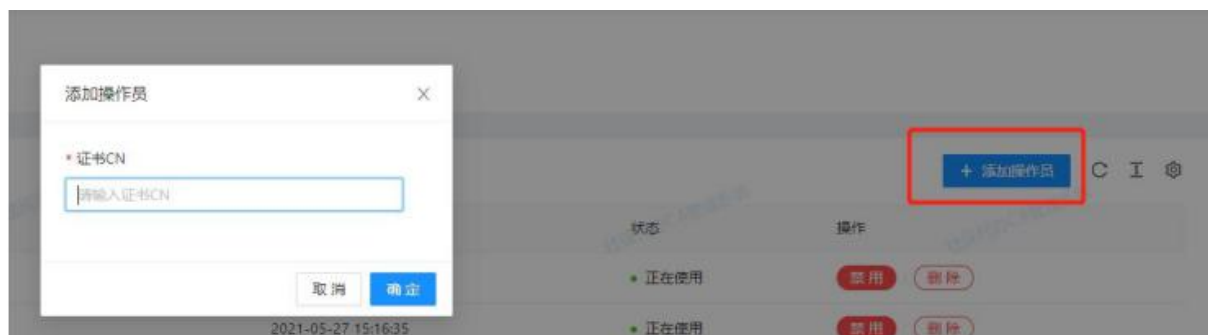 添加操作员
* 证书CN
请输入证书CN
取 消
确 定
+ 添加操作员
状态
操作
正在使用
禁 用
删 除
2021-05-27 15:16:35
正在使用
禁 用
删 除